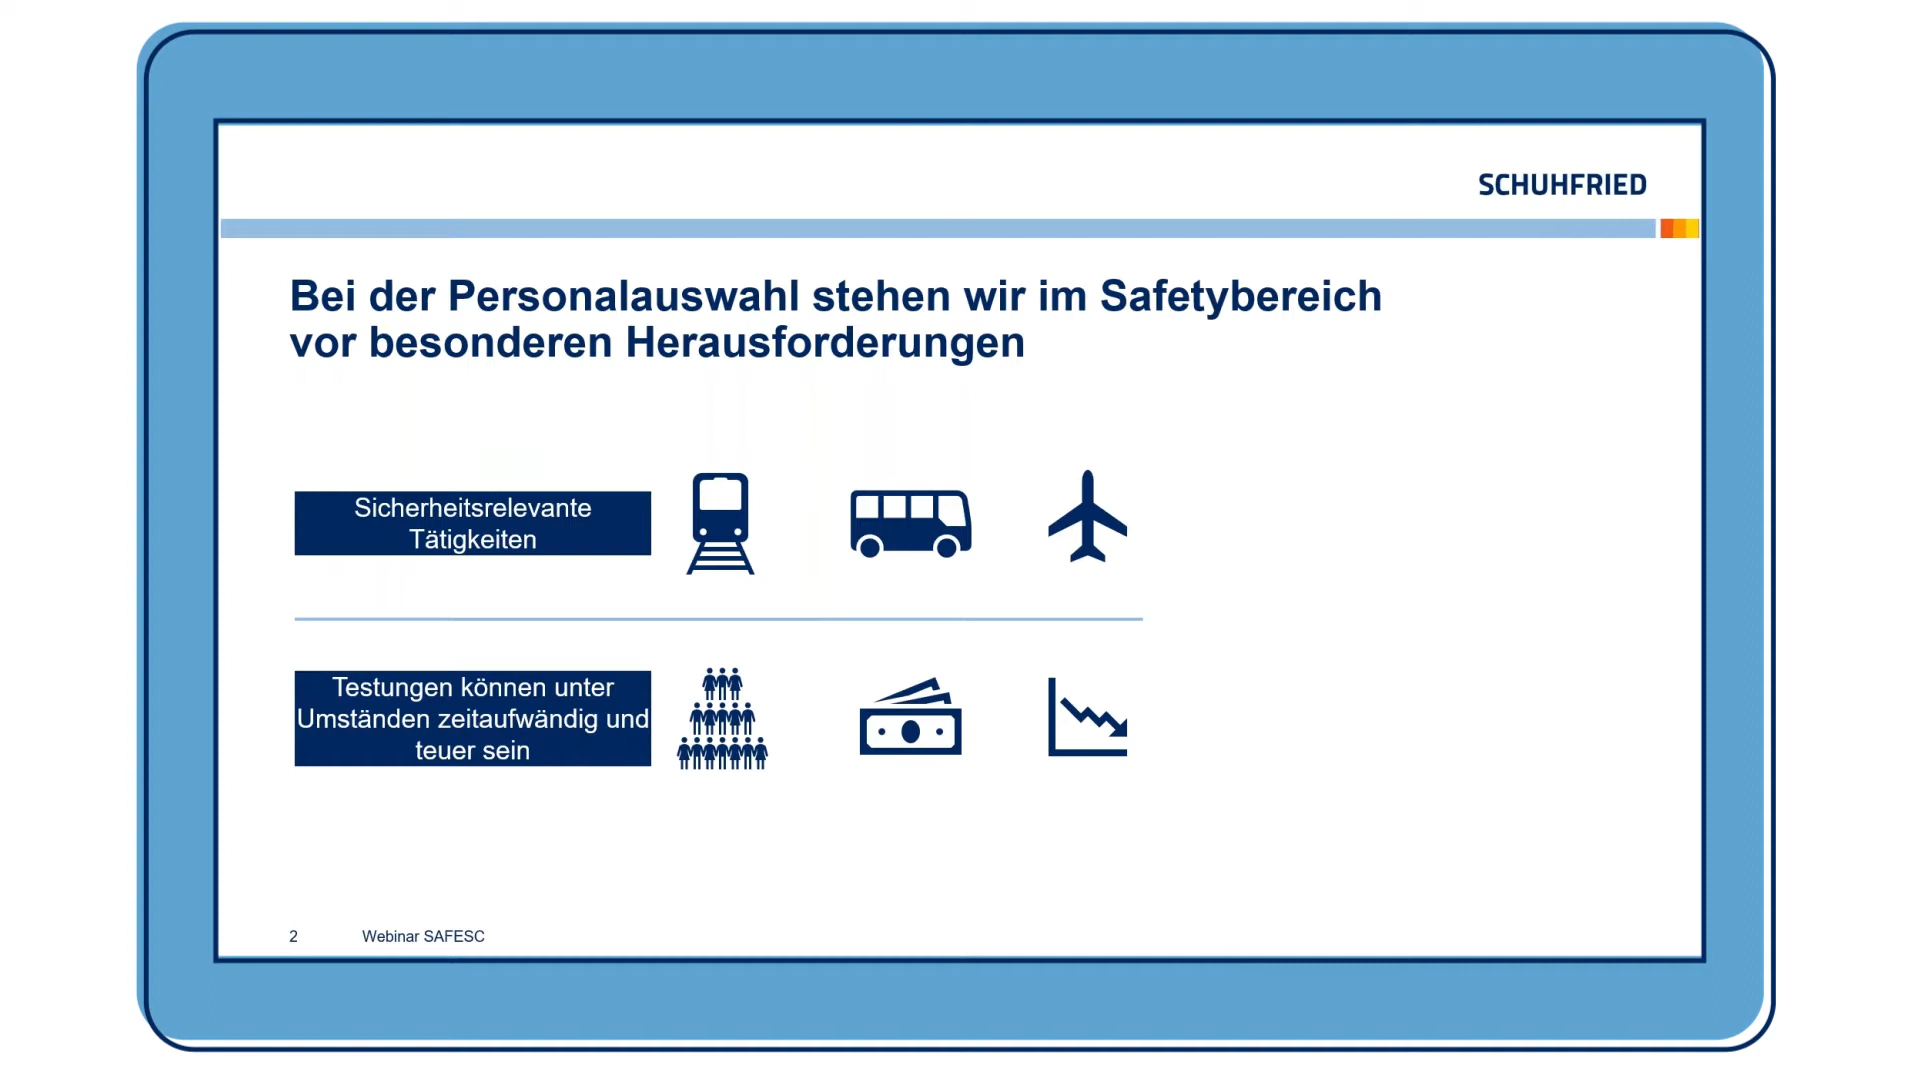 SCHUHFRIED
Bei der Personalauswahl stehen wir im Safetybereich
vor besonderen Herausforderungen
Sicherheitsrelevante
Tätigkeiten
Testungen können unter
Umständen zeitaufwändig und
teuer sein
2 Webinar SAFESC